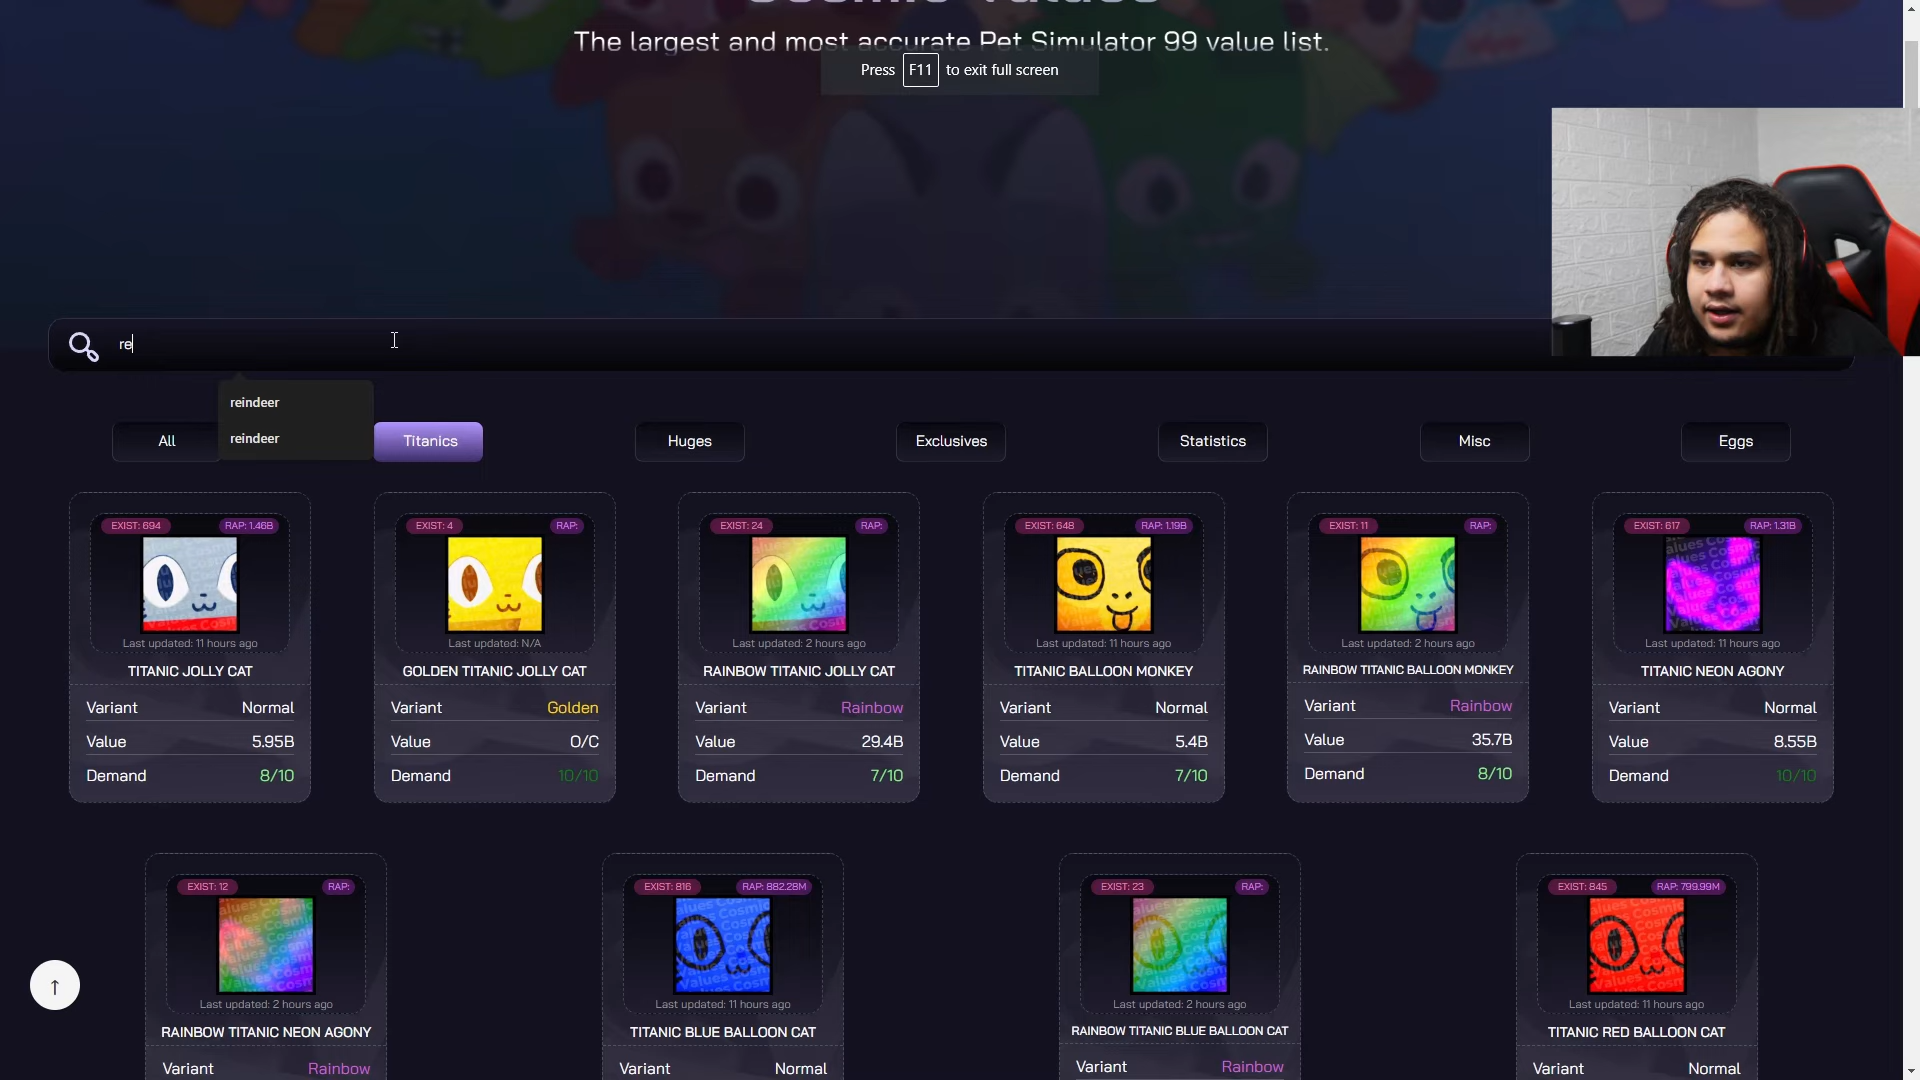 Cosmic Values
The largest and most accurate Pet Simulator 99 value list.
Press F11 to exit full screen
re
reindeer
reindeer
All
Titanics
Huges
Exclusives
Statistics
Misc
Eggs
EXIST: 694 RAP: 1.46B
Last updated: 11 hours ago
TITANIC JOLLY CAT
Variant Normal
Value 5.95B
Demand 8/10
EXIST: 4 RAP:
Last updated: N/A
GOLDEN TITANIC JOLLY CAT
Variant Golden
Value O/C
Demand 10/10
EXIST: 24 RAP:
Last updated: 2 hours ago
RAINBOW TITANIC JOLLY CAT
Variant Rainbow
Value 29.4B
Demand 7/10
EXIST: 648 RAP: 1.19B
Last updated: 11 hours ago
TITANIC BALLOON MONKEY
Variant Normal
Value 5.4B
Demand 7/10
EXIST: 11 RAP:
Last updated: 2 hours ago
RAINBOW TITANIC BALLOON MONKEY
Variant Rainbow
Value 35.7B
Demand 8/10
EXIST: 617 RAP: 1.31B
Last updated: 11 hours ago
TITANIC NEON AGONY
Variant Normal
Value 8.55B
Demand 10/10
EXIST: 12 RAP:
Last updated: 2 hours ago
RAINBOW TITANIC NEON AGONY
Variant Rainbow
EXIST: 816 RAP: 882.28M
Last updated: 11 hours ago
TITANIC BLUE BALLOON CAT
Variant Normal
EXIST: 23 RAP:
Last updated: 2 hours ago
RAINBOW TITANIC BLUE BALLOON CAT
Variant Rainbow
EXIST: 845 RAP: 799.99M
Last updated: 11 hours ago
TITANIC RED BALLOON CAT
Variant Normal